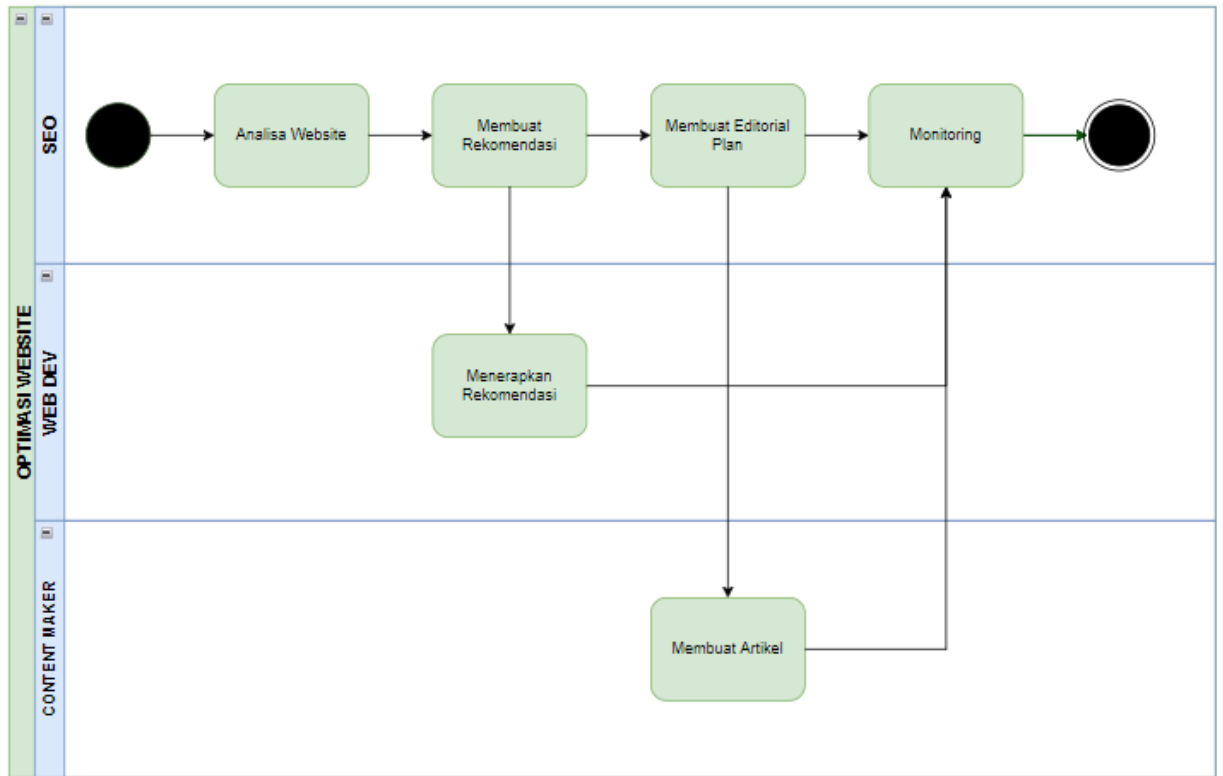 OPTIMASI WEBSITE
SEO
Analisa Website
Membuat
Rekomendasi
Membuat Editorial
Plan
Monitoring
WEB DEV
Menerapkan
Rekomendasi
CONTENT MAKER
Membuat Artikel